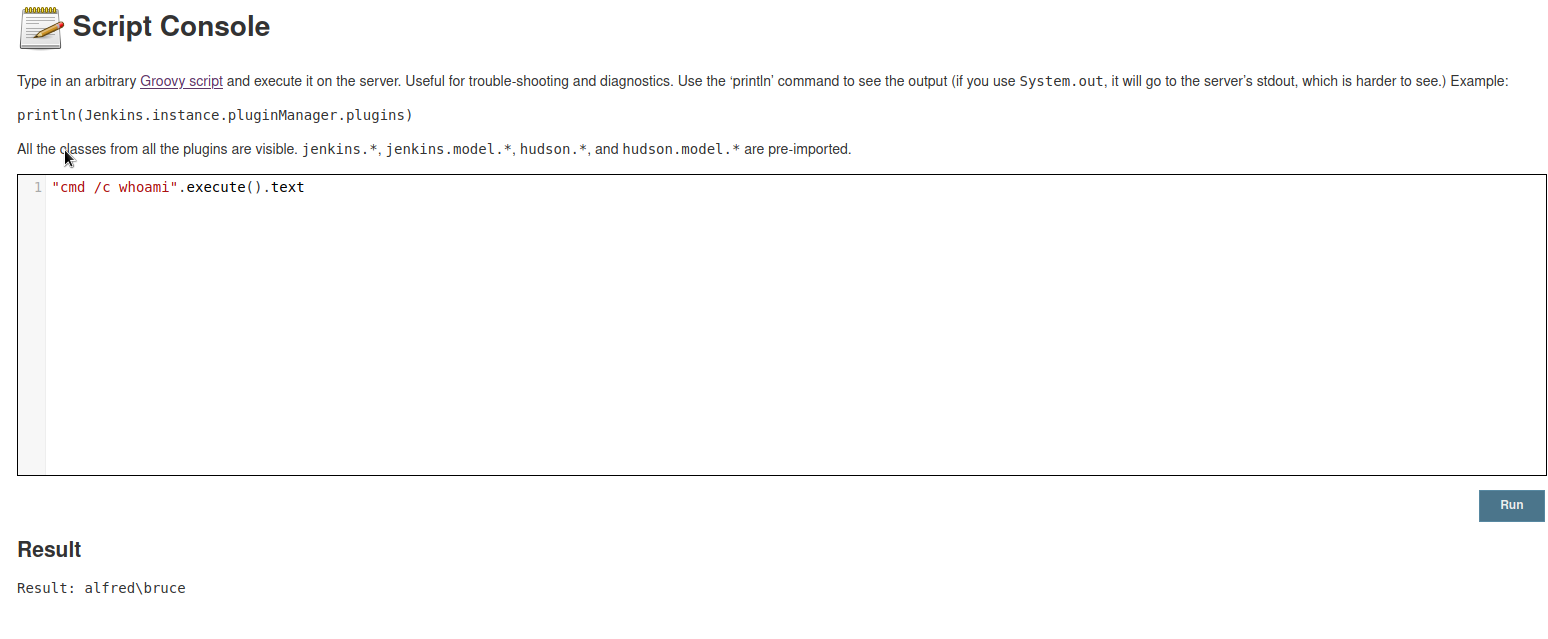 Script Console
Type in an arbitrary Groovy script and execute it on the server. Useful for trouble-shooting and diagnostics. Use the ‘println’ command to see the output (if you use System.out, it will go to the server’s stdout, which is harder to see.) Example:
println(Jenkins.instance.pluginManager.plugins)
All the classes from all the plugins are visible. jenkins.*, jenkins.model.*, hudson.*, and hudson.model.* are pre-imported.
1 "cmd /c whoami".execute().text
Run
Result
Result: alfred\bruce